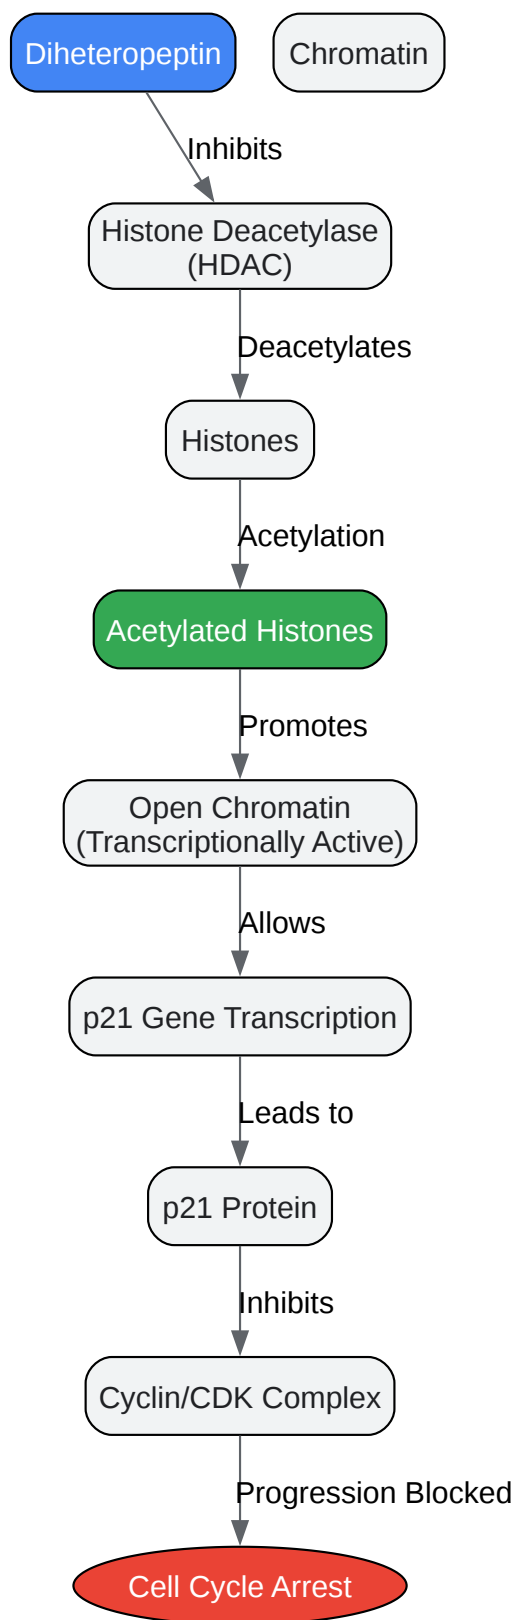 Diheteropeptin
Chromatin
Inhibits
Histone Deacetylase
(HDAC)
Deacetylates
Histones
Acetylation
Acetylated Histones
Promotes
Open Chromatin
(Transcriptionally Active)
Allows
p21 Gene Transcription
Leads to
p21 Protein
Inhibits
Cyclin/CDK Complex
Progression Blocked
Cell Cycle Arrest